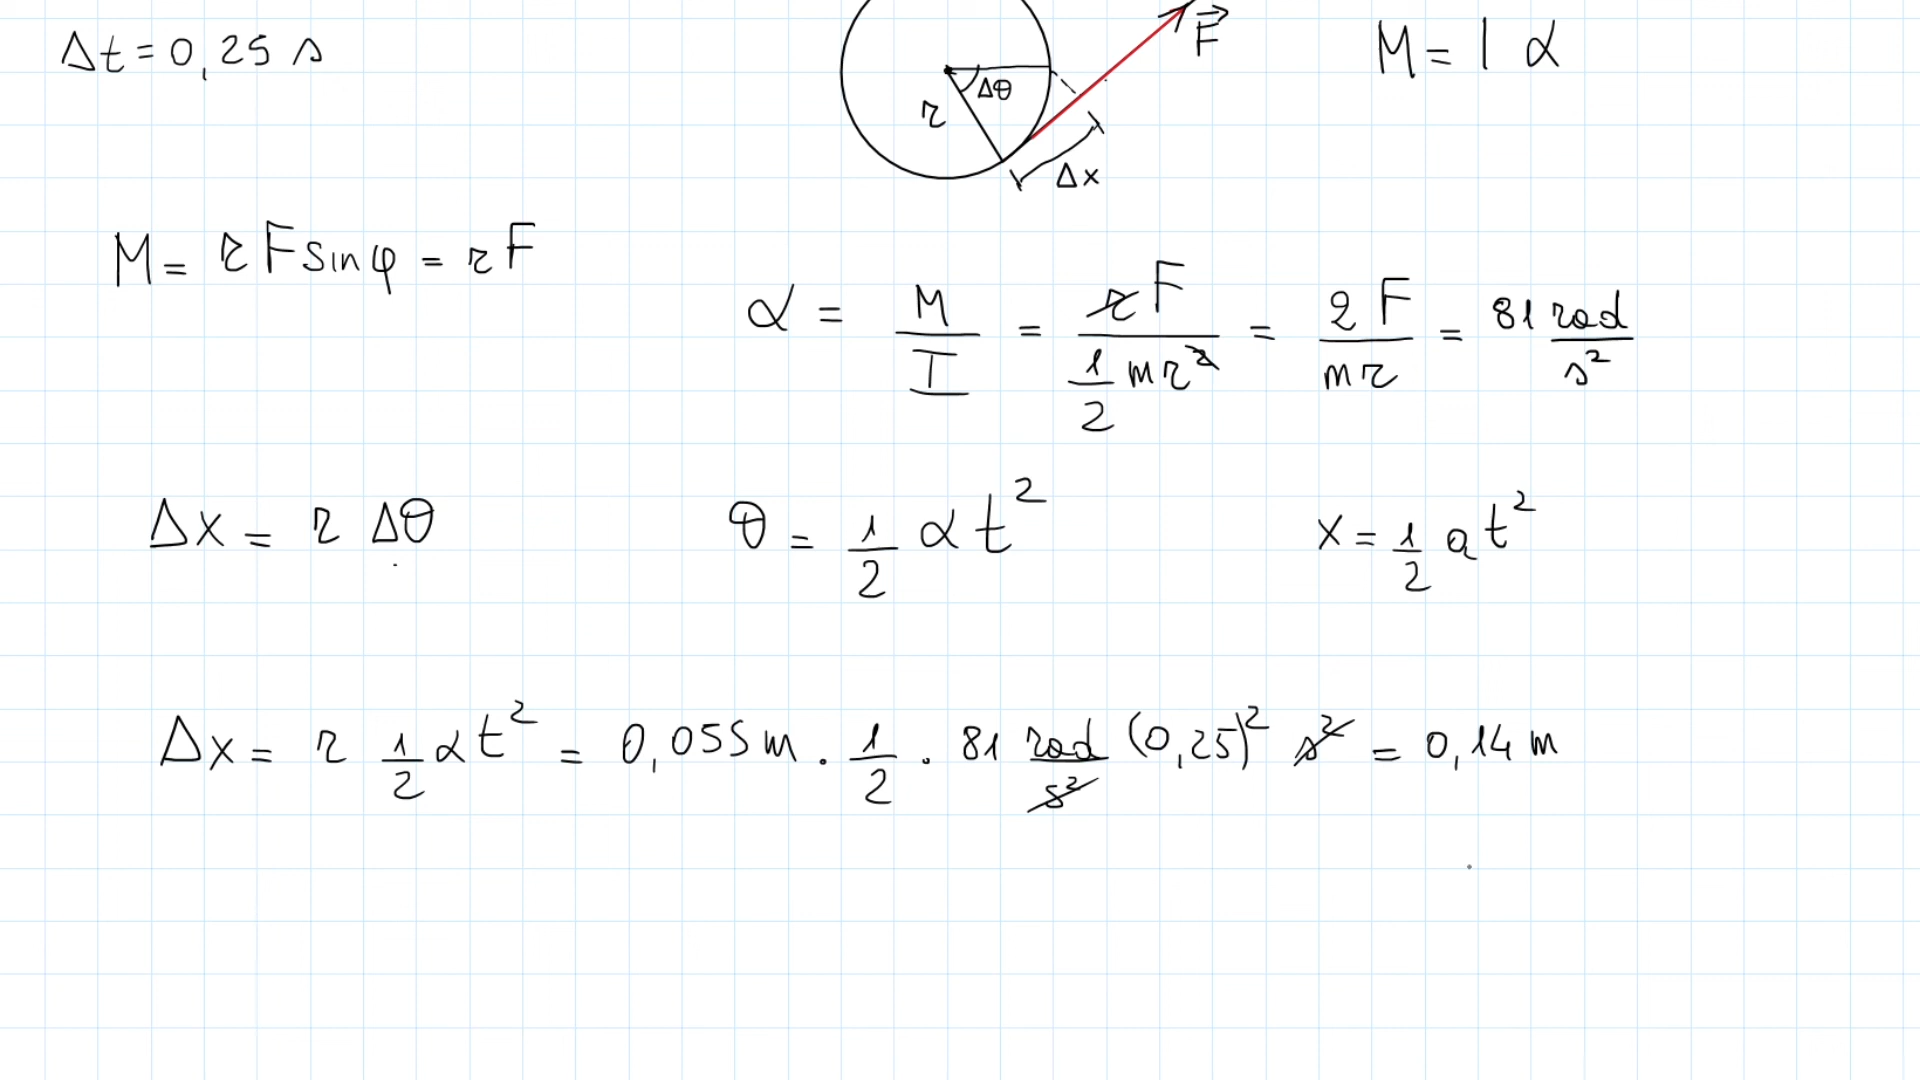 Δt = 0,25 s
F⃗
M = I α
Δθ
r
Δx
M = r F sin φ = r F
α = M/I = rF / (1/2 m r²) = 2F / (m r) = 81 rad/s²
Δx = r Δθ
θ = 1/2 α t²
x = 1/2 a t²
Δx = r 1/2 α t² = 0,055 m · 1/2 · 81 rad/s² (0,25)² s² = 0,14 m